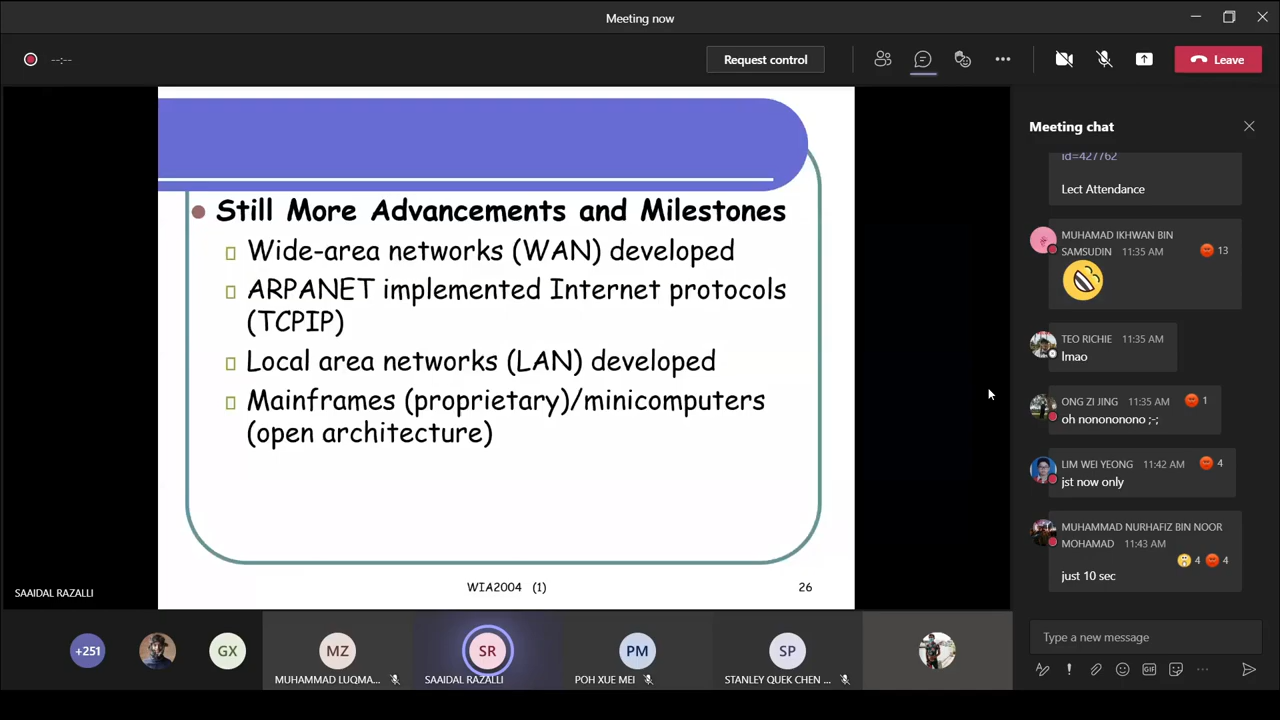 Meeting now
--:--
Request control
Leave
Still More Advancements and Milestones
Wide-area networks (WAN) developed
ARPANET implemented Internet protocols
(TCPIP)
Local area networks (LAN) developed
Mainframes (proprietary)/minicomputers
(open architecture)
WIA2004 (1)
26
SAAIDAL RAZALLI
Meeting chat
id=427762
Lect Attendance
MUHAMAD IKHWAN BIN
SAMSUDIN 11:35 AM
13
TEO RICHIE 11:35 AM
lmao
ONG ZI JING 11:35 AM 1
oh nonononono ;-;
LIM WEI YEONG 11:42 AM 4
jst now only
MUHAMMAD NURHAFIZ BIN NOOR
MOHAMAD 11:43 AM
4 4
just 10 sec
Type a new message
GIF
+251
GX
MZ
MUHAMMAD LUQMA...
SR
SAAIDAL RAZALLI
PM
POH XUE MEI
SP
STANLEY QUEK CHEN ...